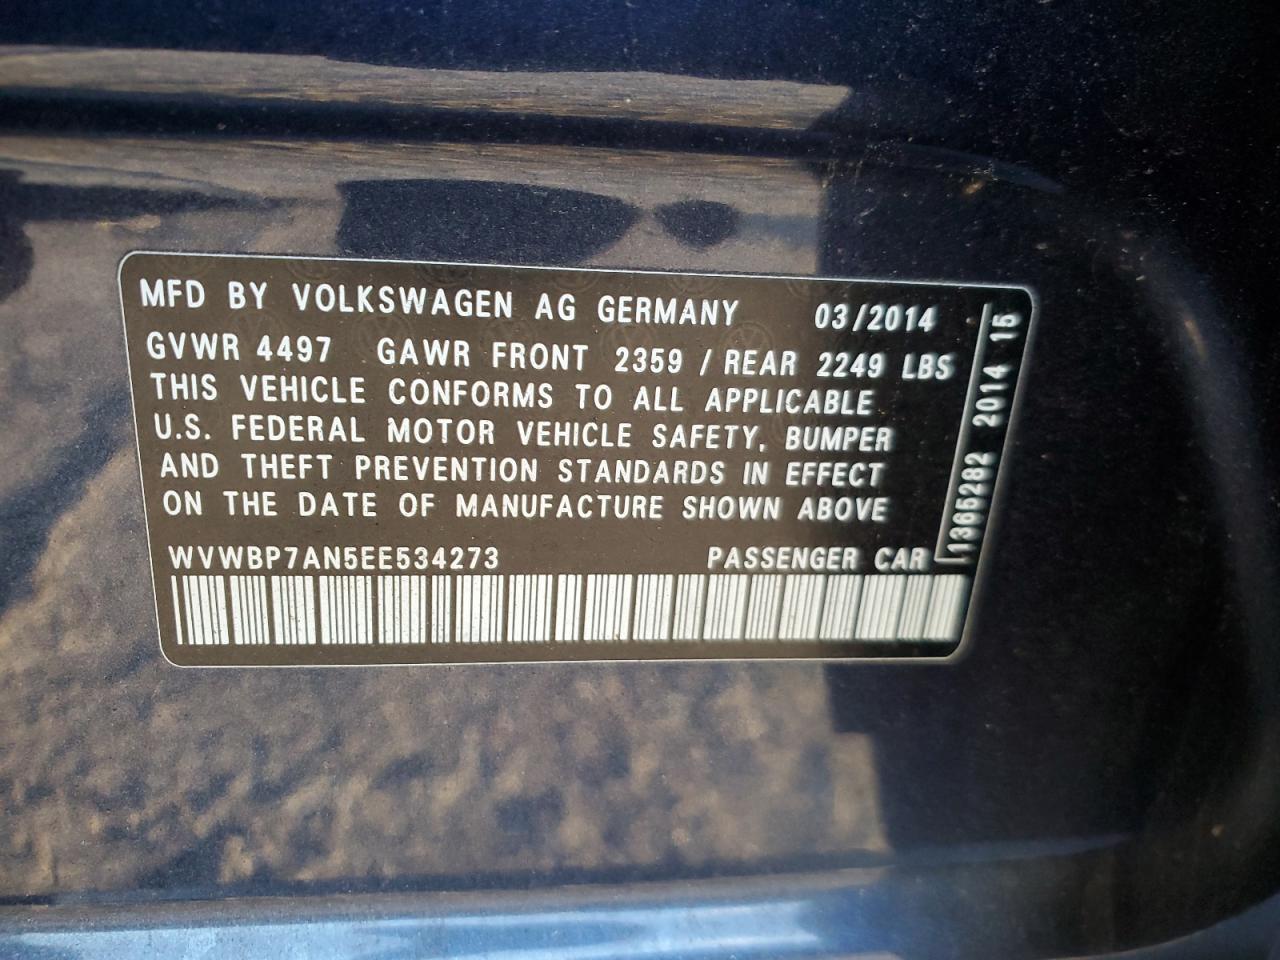 MFD BY VOLKSWAGEN AG GERMANY 03/2014
GVWR 4497 GAWR FRONT 2359 / REAR 2249 LBS
THIS VEHICLE CONFORMS TO ALL APPLICABLE
U.S. FEDERAL MOTOR VEHICLE SAFETY, BUMPER
AND THEFT PREVENTION STANDARDS IN EFFECT
ON THE DATE OF MANUFACTURE SHOWN ABOVE
WVWBP7AN5EE534273 PASSENGER CAR
1365282 2014 15